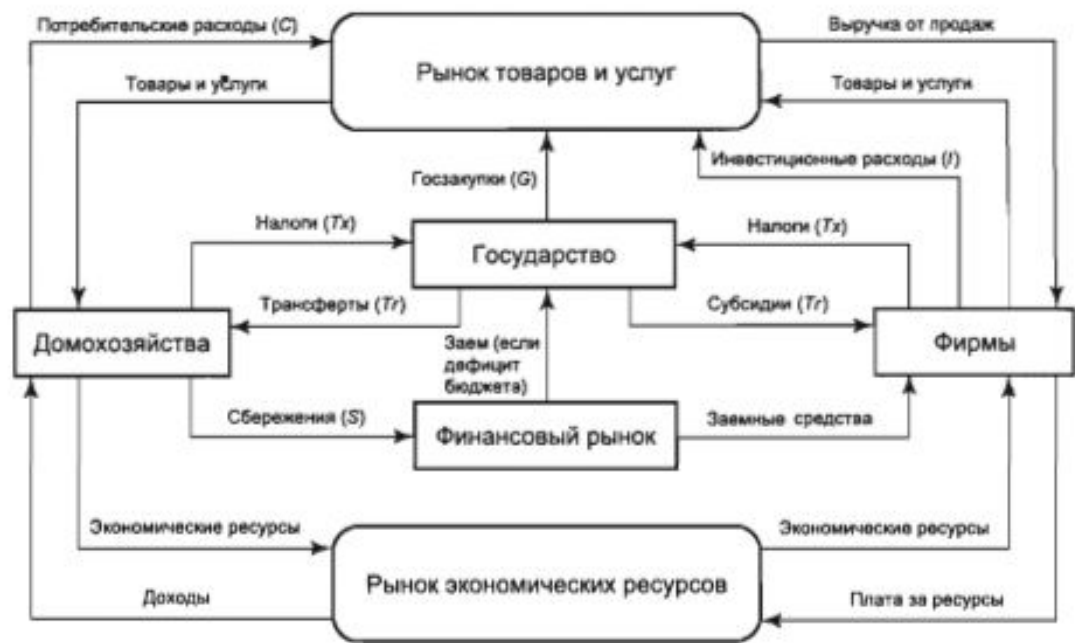 Потребительские расходы (C)
Выручка от продаж
Рынок товаров и услуг
Товары и услуги
Товары и услуги
Инвестиционные расходы (I)
Госзакупки (G)
Налоги (Tx)
Налоги (Tx)
Государство
Трансферты (Tr)
Субсидии (Tr)
Домохозяйства
Фирмы
Заем (если
дефицит
бюджета)
Сбережения (S)
Финансовый рынок
Заемные средства
Экономические ресурсы
Экономические ресурсы
Рынок экономических ресурсов
Доходы
Плата за ресурсы